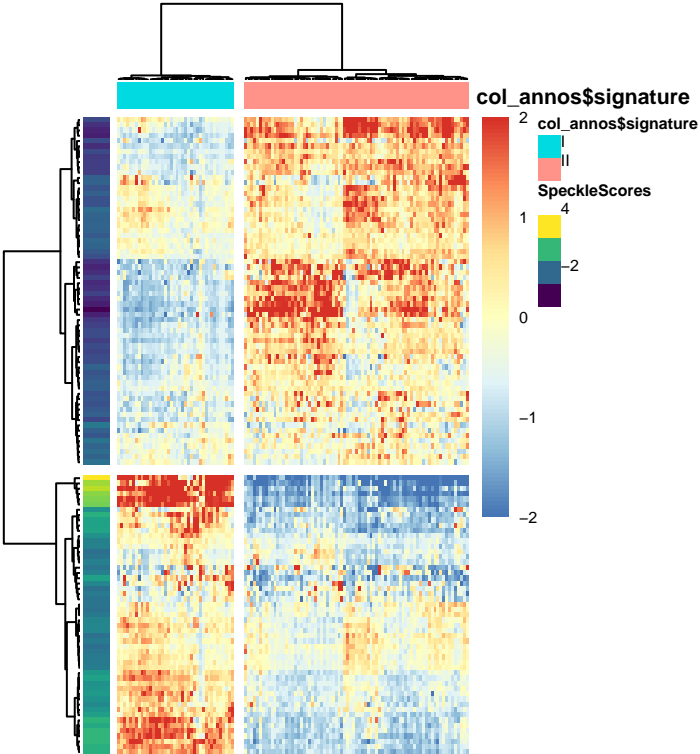 col_annos$signature
2
1
0
−1
−2
col_annos$signature
I
II
SpeckleScores
4
−2